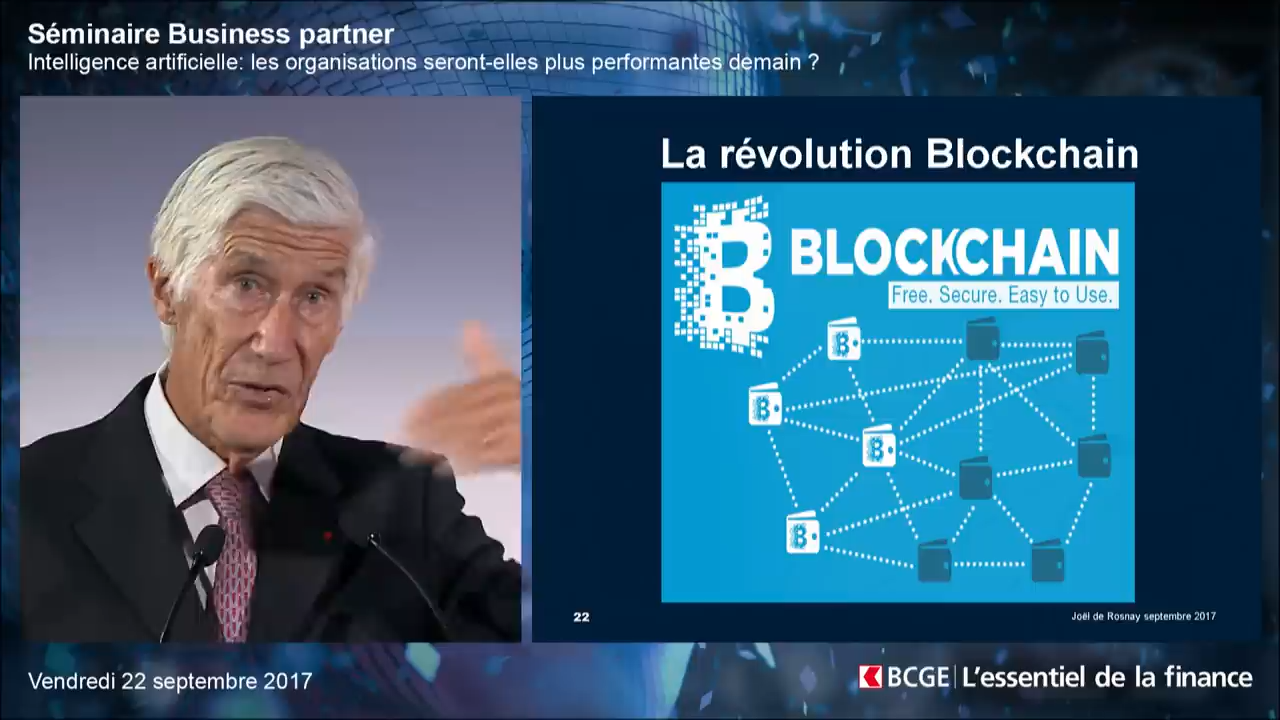 Séminaire Business partner
Intelligence artificielle: les organisations seront-elles plus performantes demain ?
La révolution Blockchain
BLOCKCHAIN
Free. Secure. Easy to Use.
22
Joël de Rosnay septembre 2017
Vendredi 22 septembre 2017
BCGE L'essentiel de la finance